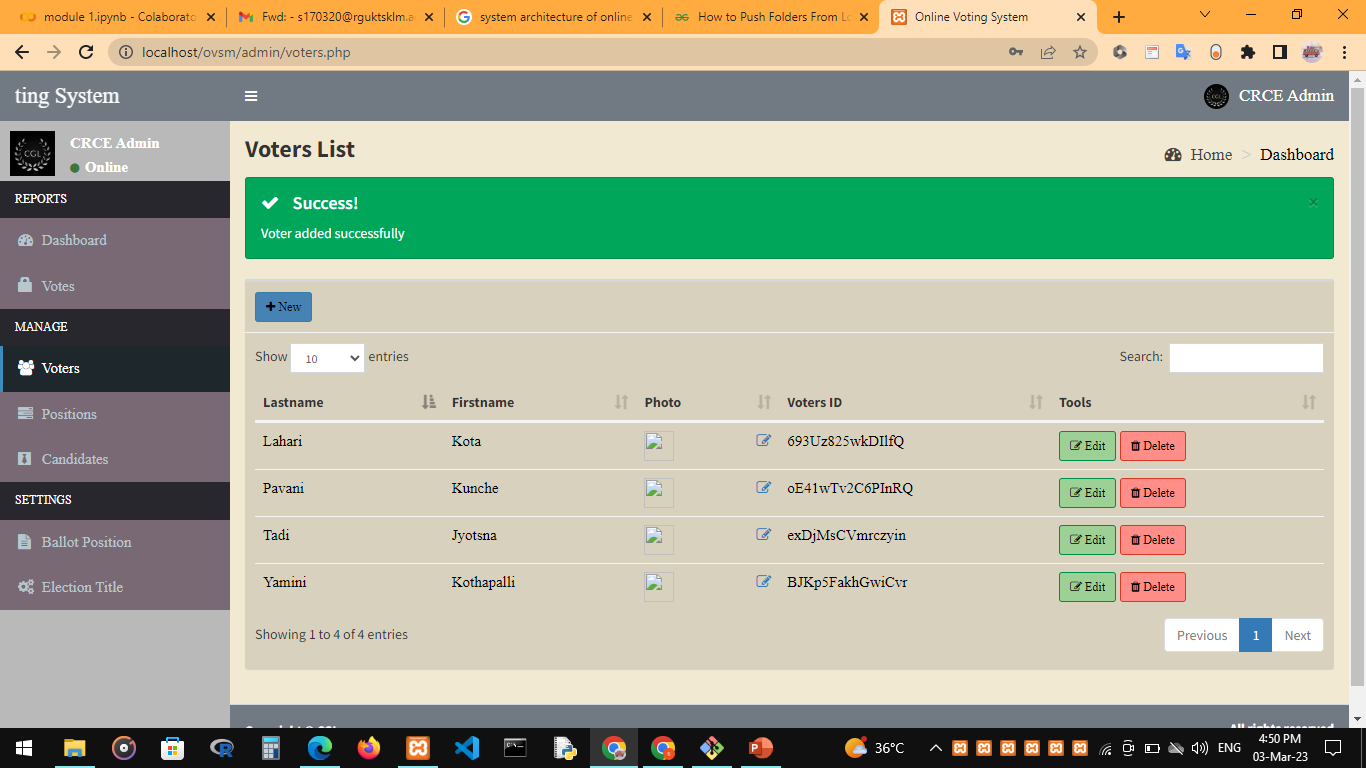 module 1.ipynb - Colaborato
Fwd: - s170320@rguktsklm.a
system architecture of online
How to Push Folders From Lo
Online Voting System
localhost/ovsm/admin/voters.php
ting System
CRCE Admin
CGL
CRCE Admin
Online
REPORTS
Dashboard
Votes
MANAGE
Voters
Positions
Candidates
SETTINGS
Ballot Position
Election Title
Voters List
Home > Dashboard
Success!
×
Voter added successfully
New
Show 10 entries
Search:
Lastname Firstname Photo Voters ID Tools
Lahari Kota 693Uz825wkDIlfQ Edit Delete
Pavani Kunche oE41wTv2C6PInRQ Edit Delete
Tadi Jyotsna exDjMsCVmrczyin Edit Delete
Yamini Kothapalli BJKp5FakhGwiCvr Edit Delete
Showing 1 to 4 of 4 entries
Previous 1 Next
All rights reserved
36°C
ENG
4:50 PM
03-Mar-23